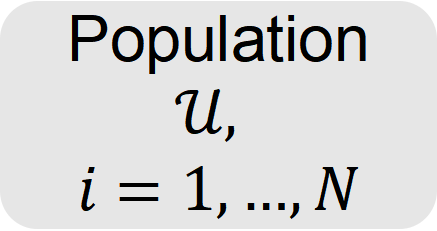 Population
𝒰,
i = 1, ..., N